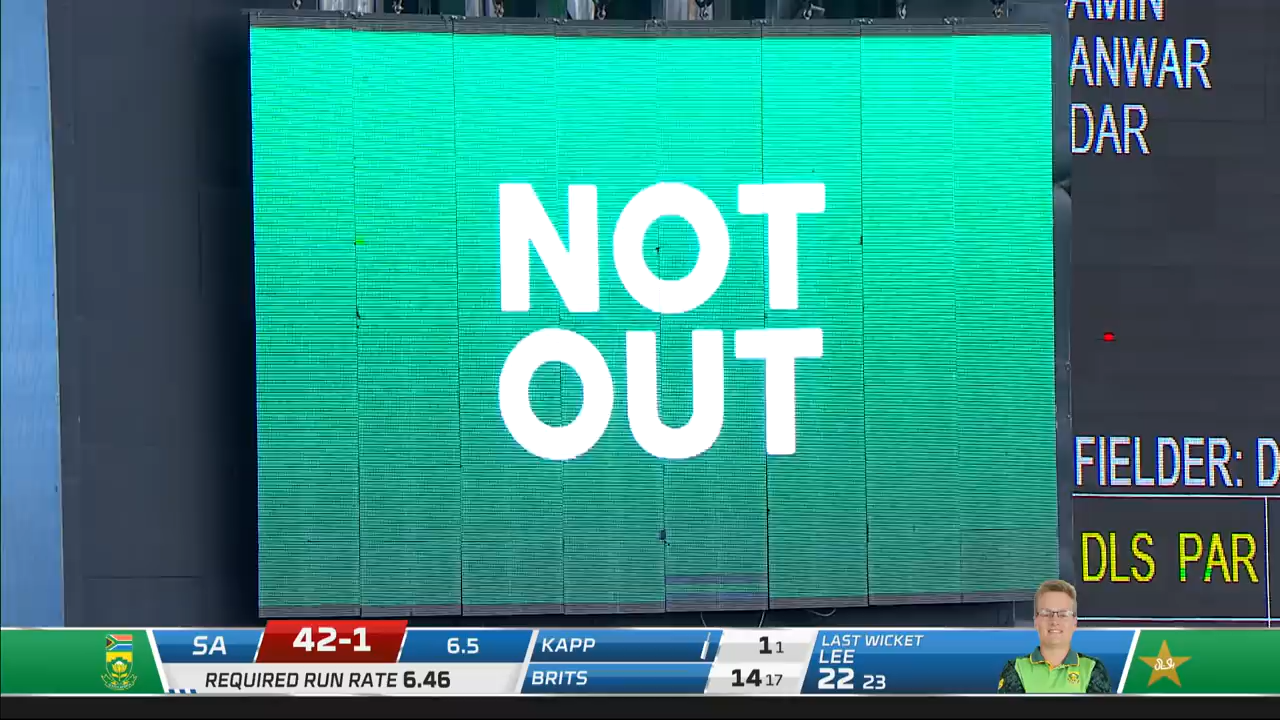 AMIN
ANWAR
DAR
NOT
OUT
FIELDER: D
DLS PAR
SA 42-1 6.5
REQUIRED RUN RATE 6.46
KAPP 1 1
BRITS 14 17
LAST WICKET
LEE
22 23